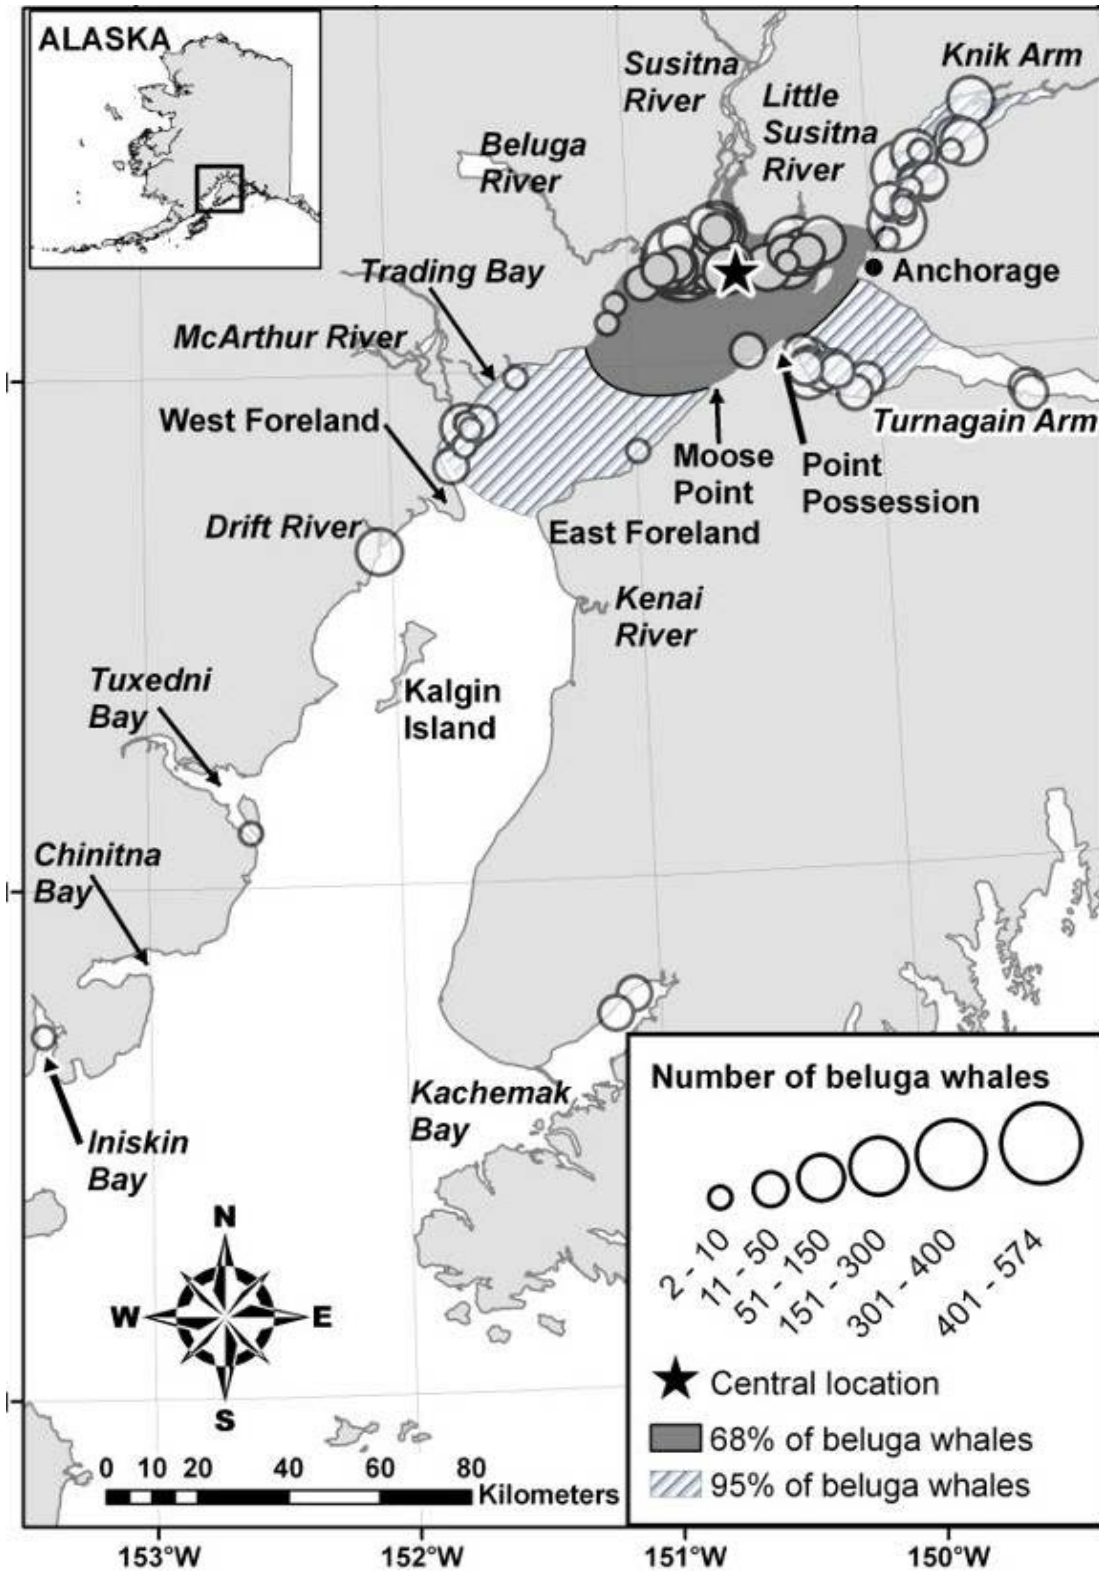 ALASKA
Knik Arm
Susitna
River
Little
Susitna
River
Beluga
River
Anchorage
Trading Bay
McArthur River
West Foreland
Turnagain Arm
Moose
Point
Point
Possession
Drift River
East Foreland
Kenai
River
Tuxedni
Bay
Kalgin
Island
Chinitna
Bay
Kachemak
Bay
Iniskin
Bay
Number of beluga whales
2 - 10
11 - 50
51 - 150
151 - 300
301 - 400
401 - 574
Central location
68% of beluga whales
95% of beluga whales
N
W
E
S
0 10 20 40 60 80
Kilometers
153°W 152°W 151°W 150°W